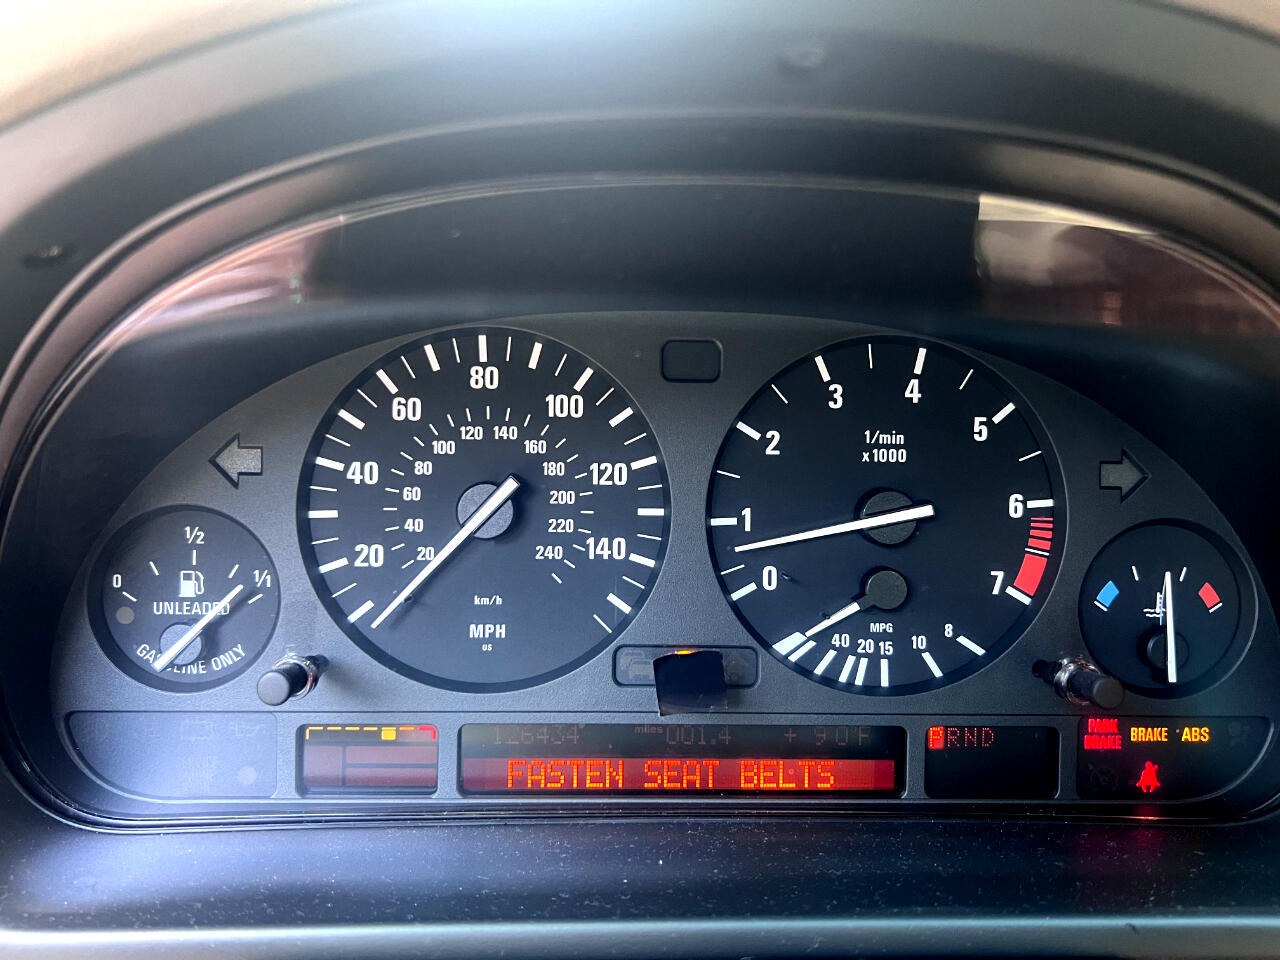 80
60
100
40
120
20
140
120
140
100
160
80
180
60
200
40
220
20
240
km/h
MPH
us
1/min
x1000
0
1
2
3
4
5
6
7
MPG
40
20
15
10
8
0
1/2
1/1
UNLEADED
GASOLINE ONLY
126434 miles 001.4 +90°F
FASTEN SEAT BELTS
PRND
PARK
BRAKE
BRAKE
ABS